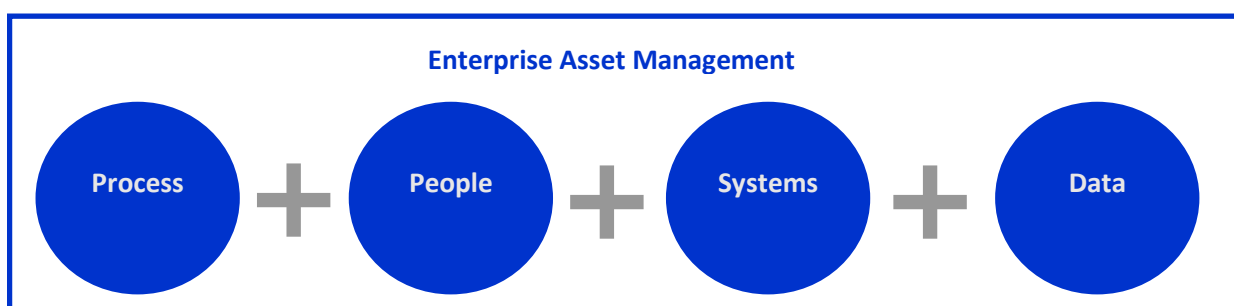 Enterprise Asset Management
Process + People + Systems + Data